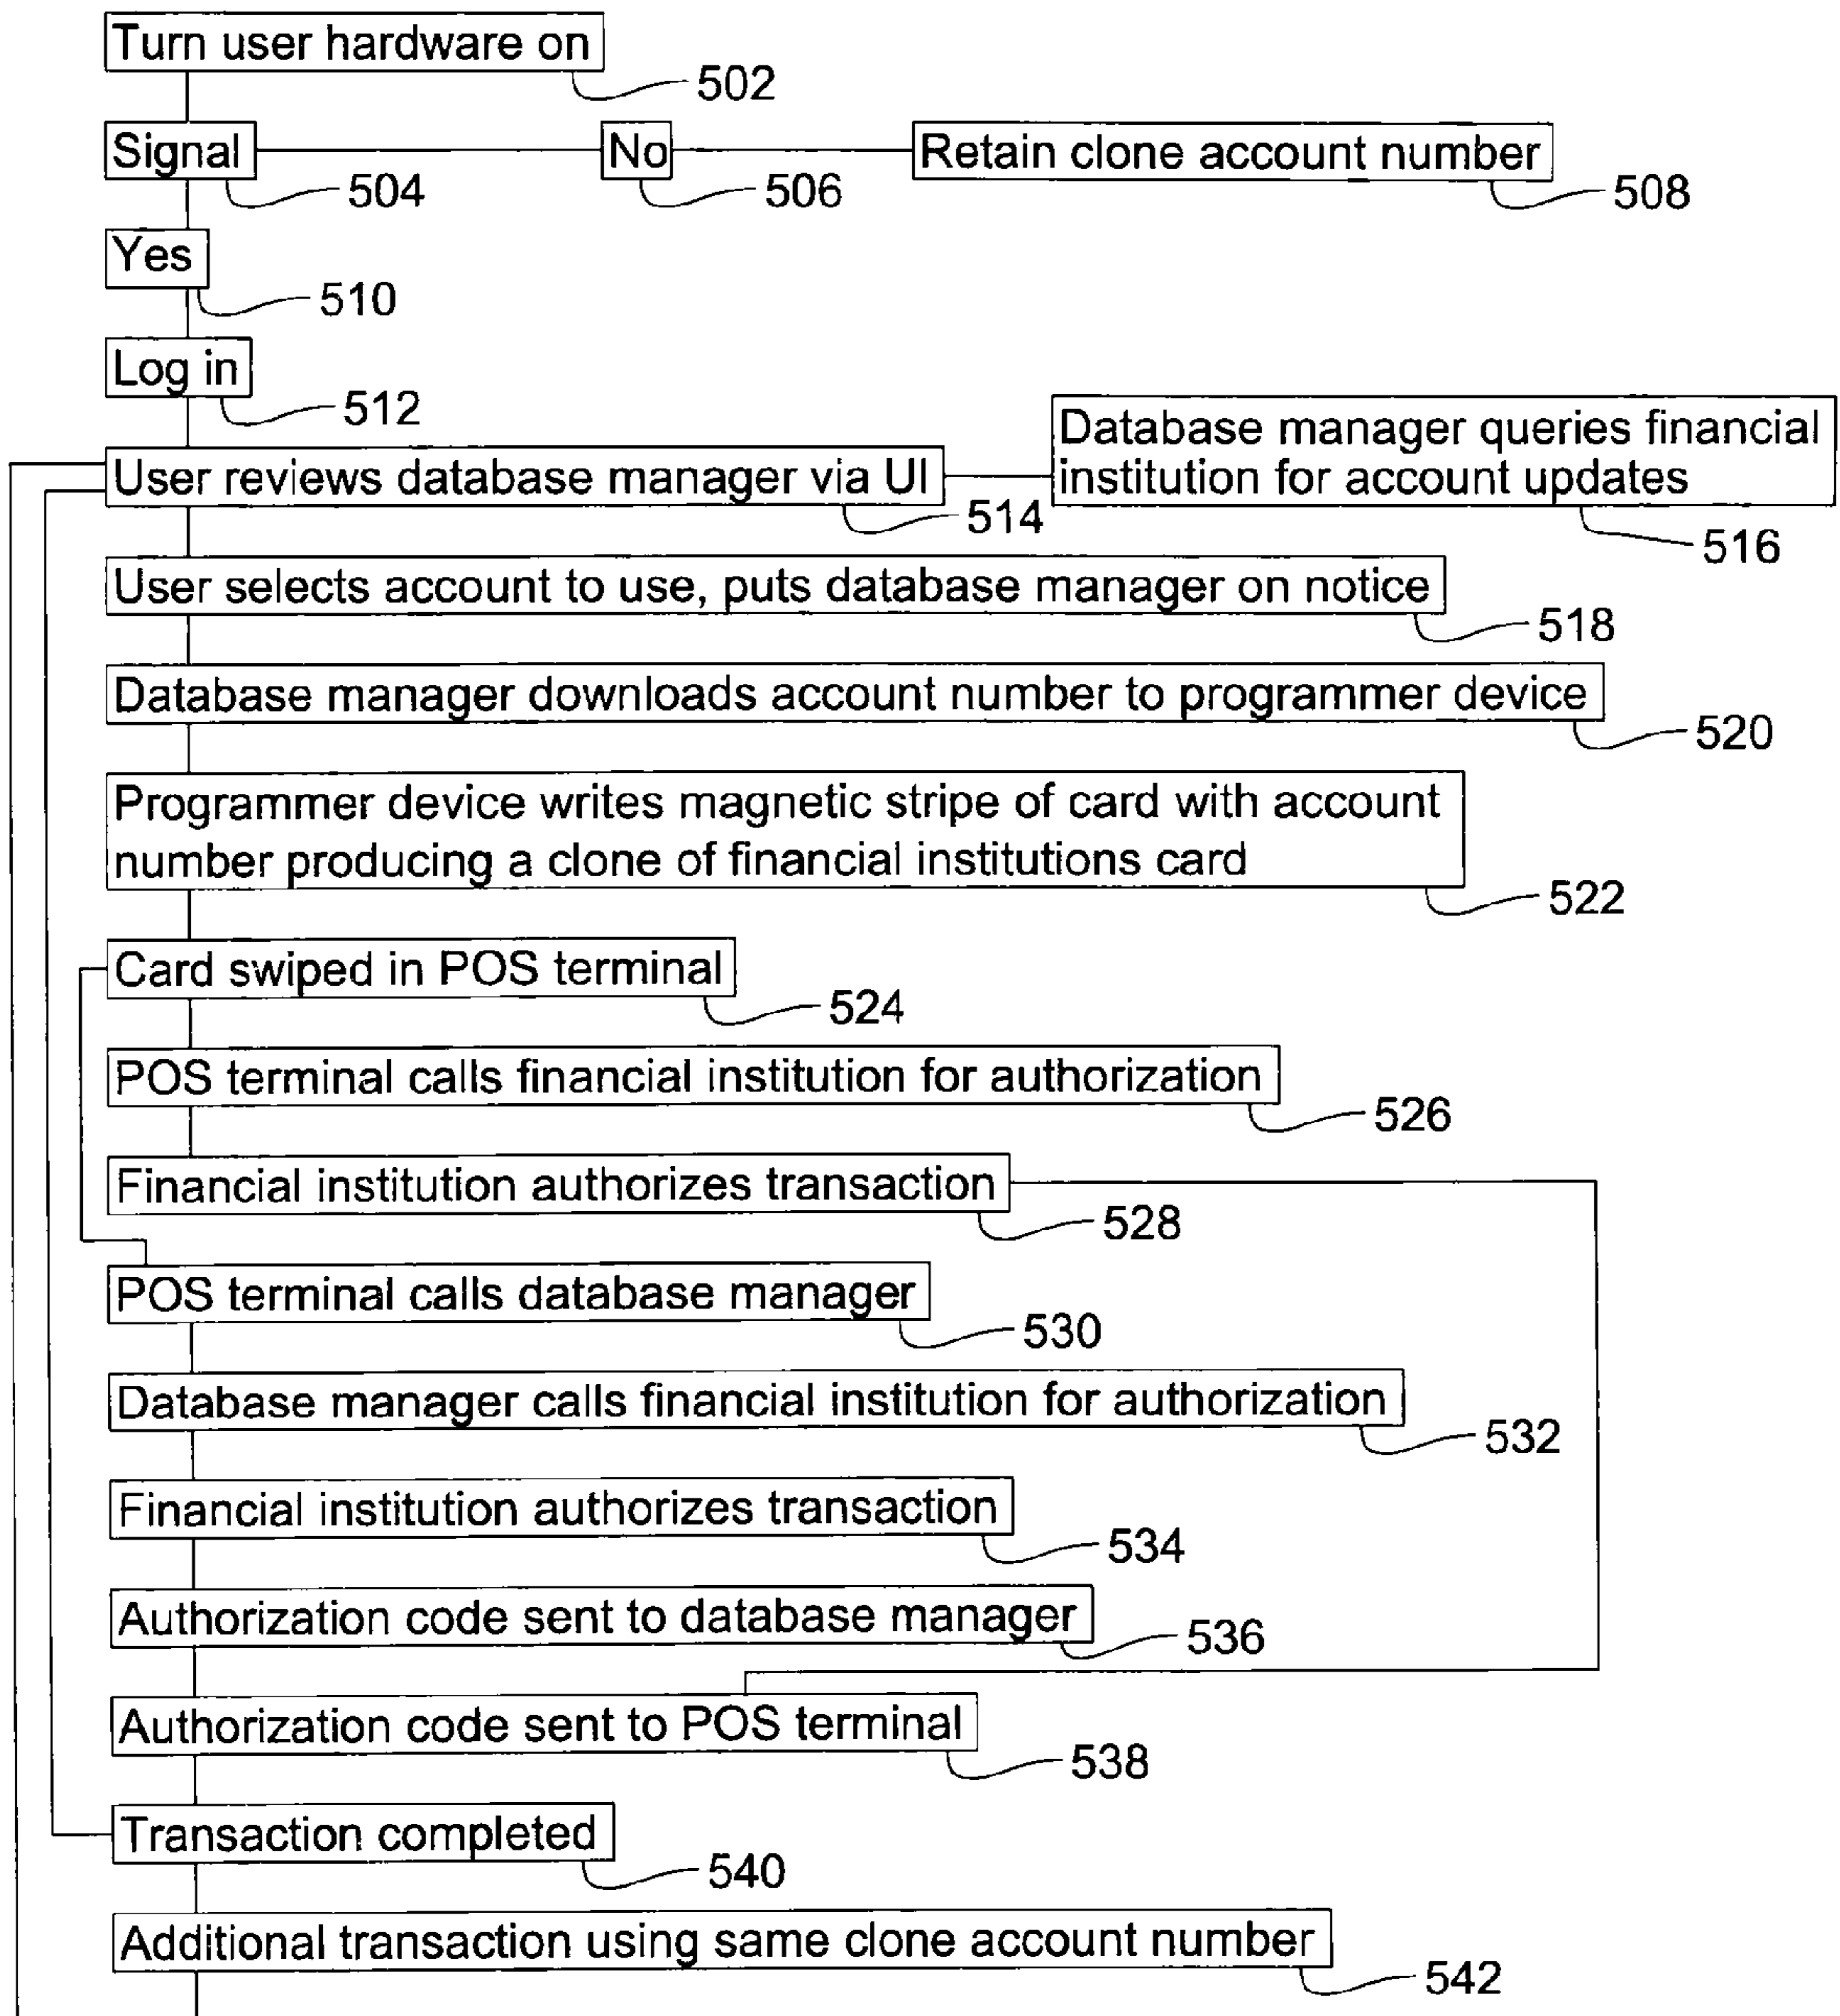 Turn user hardware on
502
Signal
No
Retain clone account number
504
506
508
Yes
510
Log in
512
Database manager queries financial
institution for account updates
516
User reviews database manager via UI
514
User selects account to use, puts database manager on notice
518
Database manager downloads account number to programmer device
520
Programmer device writes magnetic stripe of card with account
number producing a clone of financial institutions card
522
Card swiped in POS terminal
524
POS terminal calls financial institution for authorization
526
Financial institution authorizes transaction
528
POS terminal calls database manager
530
Database manager calls financial institution for authorization
532
Financial institution authorizes transaction
534
Authorization code sent to database manager
536
Authorization code sent to POS terminal
538
Transaction completed
540
Additional transaction using same clone account number
542